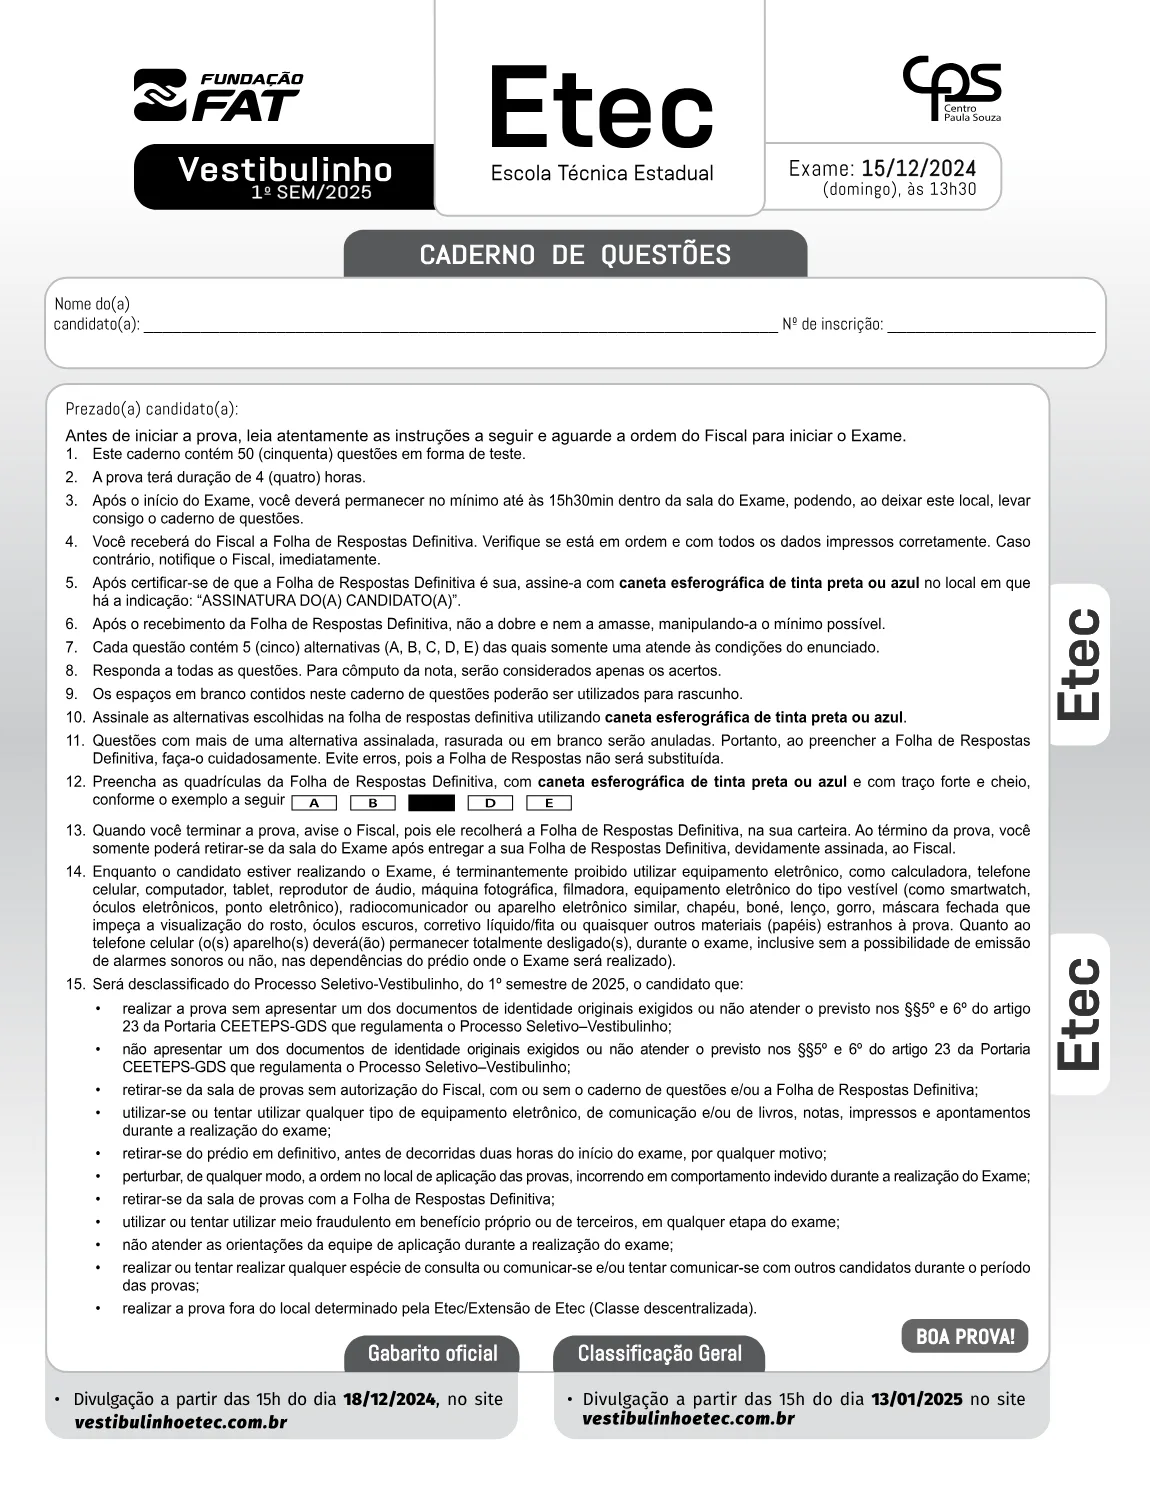 FUNDAÇÃO
FAT
Etec
Escola Técnica Estadual
CPS
Centro
Paula Souza
Vestibulinho
1º SEM/2025
Exame: 15/12/2024
(domingo), às 13h30
CADERNO DE QUESTÕES
Nome do(a)
candidato(a): Nº de inscrição:
Prezado(a) candidato(a):
Antes de iniciar a prova, leia atentamente as instruções a seguir e aguarde a ordem do Fiscal para iniciar o Exame.
1. Este caderno contém 50 (cinquenta) questões em forma de teste.
2. A prova terá duração de 4 (quatro) horas.
3. Após o início do Exame, você deverá permanecer no mínimo até às 15h30min dentro da sala do Exame, podendo, ao deixar este local, levar
consigo o caderno de questões.
4. Você receberá do Fiscal a Folha de Respostas Definitiva. Verifique se está em ordem e com todos os dados impressos corretamente. Caso
contrário, notifique o Fiscal, imediatamente.
5. Após certificar-se de que a Folha de Respostas Definitiva é sua, assine-a com caneta esferográfica de tinta preta ou azul no local em que
há a indicação: “ASSINATURA DO(A) CANDIDATO(A)”.
6. Após o recebimento da Folha de Respostas Definitiva, não a dobre e nem a amasse, manipulando-a o mínimo possível.
7. Cada questão contém 5 (cinco) alternativas (A, B, C, D, E) das quais somente uma atende às condições do enunciado.
8. Responda a todas as questões. Para cômputo da nota, serão considerados apenas os acertos.
9. Os espaços em branco contidos neste caderno de questões poderão ser utilizados para rascunho.
10. Assinale as alternativas escolhidas na folha de respostas definitiva utilizando caneta esferográfica de tinta preta ou azul.
11. Questões com mais de uma alternativa assinalada, rasurada ou em branco serão anuladas. Portanto, ao preencher a Folha de Respostas
Definitiva, faça-o cuidadosamente. Evite erros, pois a Folha de Respostas não será substituída.
12. Preencha as quadrículas da Folha de Respostas Definitiva, com caneta esferográfica de tinta preta ou azul e com traço forte e cheio,
conforme o exemplo a seguir A B D E
13. Quando você terminar a prova, avise o Fiscal, pois ele recolherá a Folha de Respostas Definitiva, na sua carteira. Ao término da prova, você
somente poderá retirar-se da sala do Exame após entregar a sua Folha de Respostas Definitiva, devidamente assinada, ao Fiscal.
14. Enquanto o candidato estiver realizando o Exame, é terminantemente proibido utilizar equipamento eletrônico, como calculadora, telefone
celular, computador, tablet, reprodutor de áudio, máquina fotográfica, filmadora, equipamento eletrônico do tipo vestível (como smartwatch,
óculos eletrônicos, ponto eletrônico), radiocomunicador ou aparelho eletrônico similar, chapéu, boné, lenço, gorro, máscara fechada que
impeça a visualização do rosto, óculos escuros, corretivo líquido/fita ou quaisquer outros materiais (papéis) estranhos à prova. Quanto ao
telefone celular (o(s) aparelho(s) deverá(ão) permanecer totalmente desligado(s), durante o exame, inclusive sem a possibilidade de emissão
de alarmes sonoros ou não, nas dependências do prédio onde o Exame será realizado).
15. Será desclassificado do Processo Seletivo-Vestibulinho, do 1º semestre de 2025, o candidato que:
• realizar a prova sem apresentar um dos documentos de identidade originais exigidos ou não atender o previsto nos §§5º e 6º do artigo
23 da Portaria CEETEPS-GDS que regulamenta o Processo Seletivo–Vestibulinho;
• não apresentar um dos documentos de identidade originais exigidos ou não atender o previsto nos §§5º e 6º do artigo 23 da Portaria
CEETEPS-GDS que regulamenta o Processo Seletivo–Vestibulinho;
• retirar-se da sala de provas sem autorização do Fiscal, com ou sem o caderno de questões e/ou a Folha de Respostas Definitiva;
• utilizar-se ou tentar utilizar qualquer tipo de equipamento eletrônico, de comunicação e/ou de livros, notas, impressos e apontamentos
durante a realização do exame;
• retirar-se do prédio em definitivo, antes de decorridas duas horas do início do exame, por qualquer motivo;
• perturbar, de qualquer modo, a ordem no local de aplicação das provas, incorrendo em comportamento indevido durante a realização do Exame;
• retirar-se da sala de provas com a Folha de Respostas Definitiva;
• utilizar ou tentar utilizar meio fraudulento em benefício próprio ou de terceiros, em qualquer etapa do exame;
• não atender as orientações da equipe de aplicação durante a realização do exame;
• realizar ou tentar realizar qualquer espécie de consulta ou comunicar-se e/ou tentar comunicar-se com outros candidatos durante o período
das provas;
• realizar a prova fora do local determinado pela Etec/Extensão de Etec (Classe descentralizada).
BOA PROVA!
Etec
Etec
Gabarito oficial
• Divulgação a partir das 15h do dia 18/12/2024, no site
vestibulinhoetec.com.br
Classificação Geral
• Divulgação a partir das 15h do dia 13/01/2025 no site
vestibulinhoetec.com.br